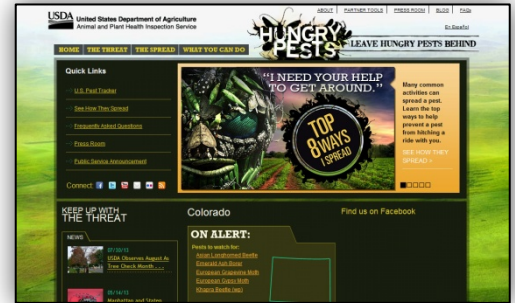 ABOUT
PARTNER TOOLS
PRESS ROOM
BLOG
FAQs
En Español
USDA
United States Department of Agriculture
Animal and Plant Health Inspection Service
HUNGRY PESTS
LEAVE HUNGRY PESTS BEHIND
HOME
THE THREAT
THE SPREAD
WHAT YOU CAN DO
Quick Links
U.S. Pest Tracker
See How They Spread
Frequently Asked Questions
Press Room
Public Service Announcement
Connect:
"I NEED YOUR HELP
TO GET AROUND."
TOP
8 WAYS
I SPREAD
Many common
activities can
spread a pest.
Learn the top
ways to help
prevent a pest
from hitching a
ride with you.
SEE HOW THEY
SPREAD >
KEEP UP WITH
THE THREAT
NEWS
USDA Observes August As
Tree Check Month . . .
Manhattan and Staten
Colorado
ON ALERT:
Pests to watch for:
Asian Longhorned Beetle
Emerald Ash Borer
European Grapevine Moth
European Gypsy Moth
Khapra Beetle
Find us on Facebook